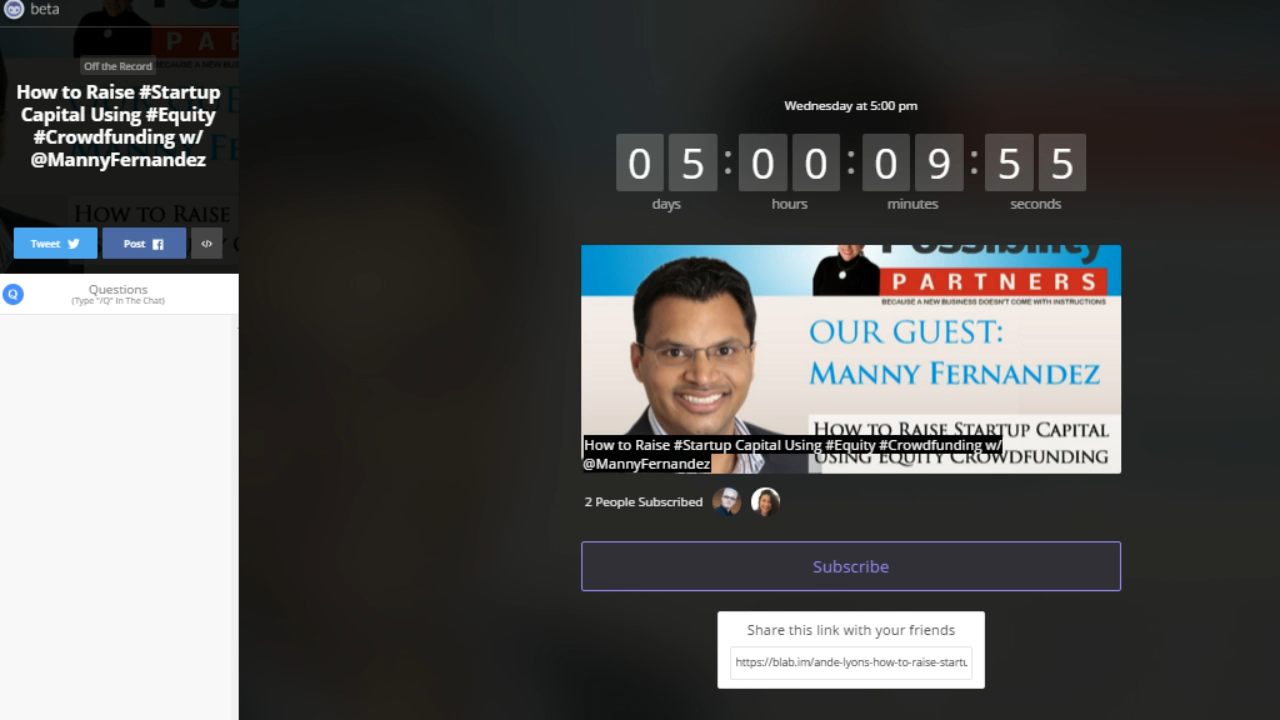 beta
Off the Record
How to Raise #Startup
Capital Using #Equity
#Crowdfunding w/
@MannyFernandez
HOW TO RAISE
Tweet
Post
</>
Q
Questions
(Type "/Q" In The Chat)
Wednesday at 5:00 pm
05:00:09:55
days hours minutes seconds
Possibility
PARTNERS
BECAUSE A NEW BUSINESS DOESN'T COME WITH INSTRUCTIONS
OUR GUEST:
MANNY FERNANDEZ
HOW TO RAISE STARTUP CAPITAL
USING EQUITY CROWDFUNDING
How to Raise #Startup Capital Using #Equity #Crowdfunding w/
@MannyFernandez
2 People Subscribed
Subscribe
Share this link with your friends
https://blab.im/ande-lyons-how-to-raise-startu